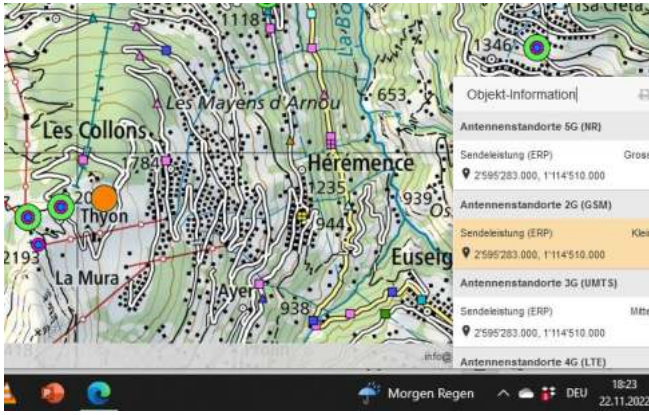 1118
La Bo
Isa Crêta
1346
653
Les Mayens d'Arnou
Les Collons
1784
Hérémence
1235
939
944
Thyon
2193
Euseig
La Mura
Ayer
938
info@
Objekt-Information
Antennenstandorte 5G (NR)
Sendeleistung (ERP) Gross
2'595'283.000, 1'114'510.000
Antennenstandorte 2G (GSM)
Sendeleistung (ERP) Klei
2'595'283.000, 1'114'510.000
Antennenstandorte 3G (UMTS)
Sendeleistung (ERP) Mitte
2'595'283.000, 1'114'510.000
Antennenstandorte 4G (LTE)
Morgen Regen
DEU
18:23
22.11.2022